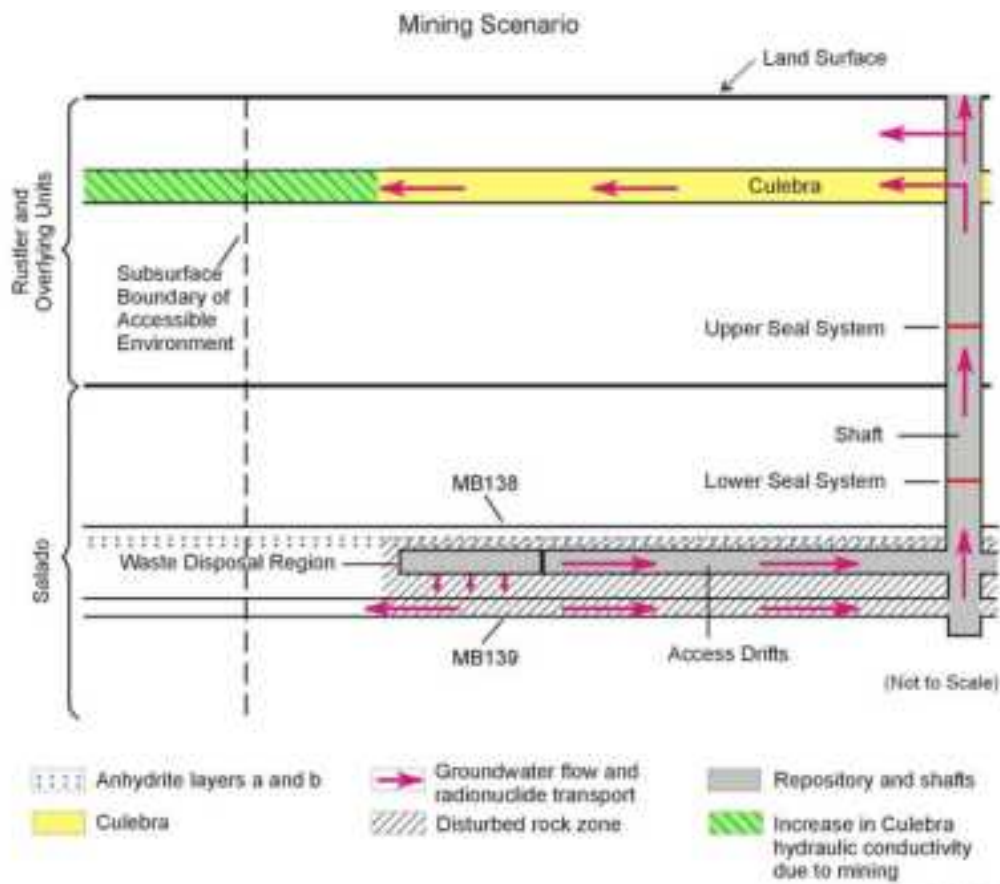 Mining Scenario
Land Surface
Culebra
Rustler and
Overlying Units
Subsurface
Boundary of
Accessible
Environment
Upper Seal System
Shaft
Lower Seal System
MB138
Salado
Waste Disposal Region
MB139
Access Drifts
(Not to Scale)
Anhydrite layers a and b
Groundwater flow and
radionuclide transport
Repository and shafts
Culebra
Disturbed rock zone
Increase in Culebra
hydraulic conductivity
due to mining